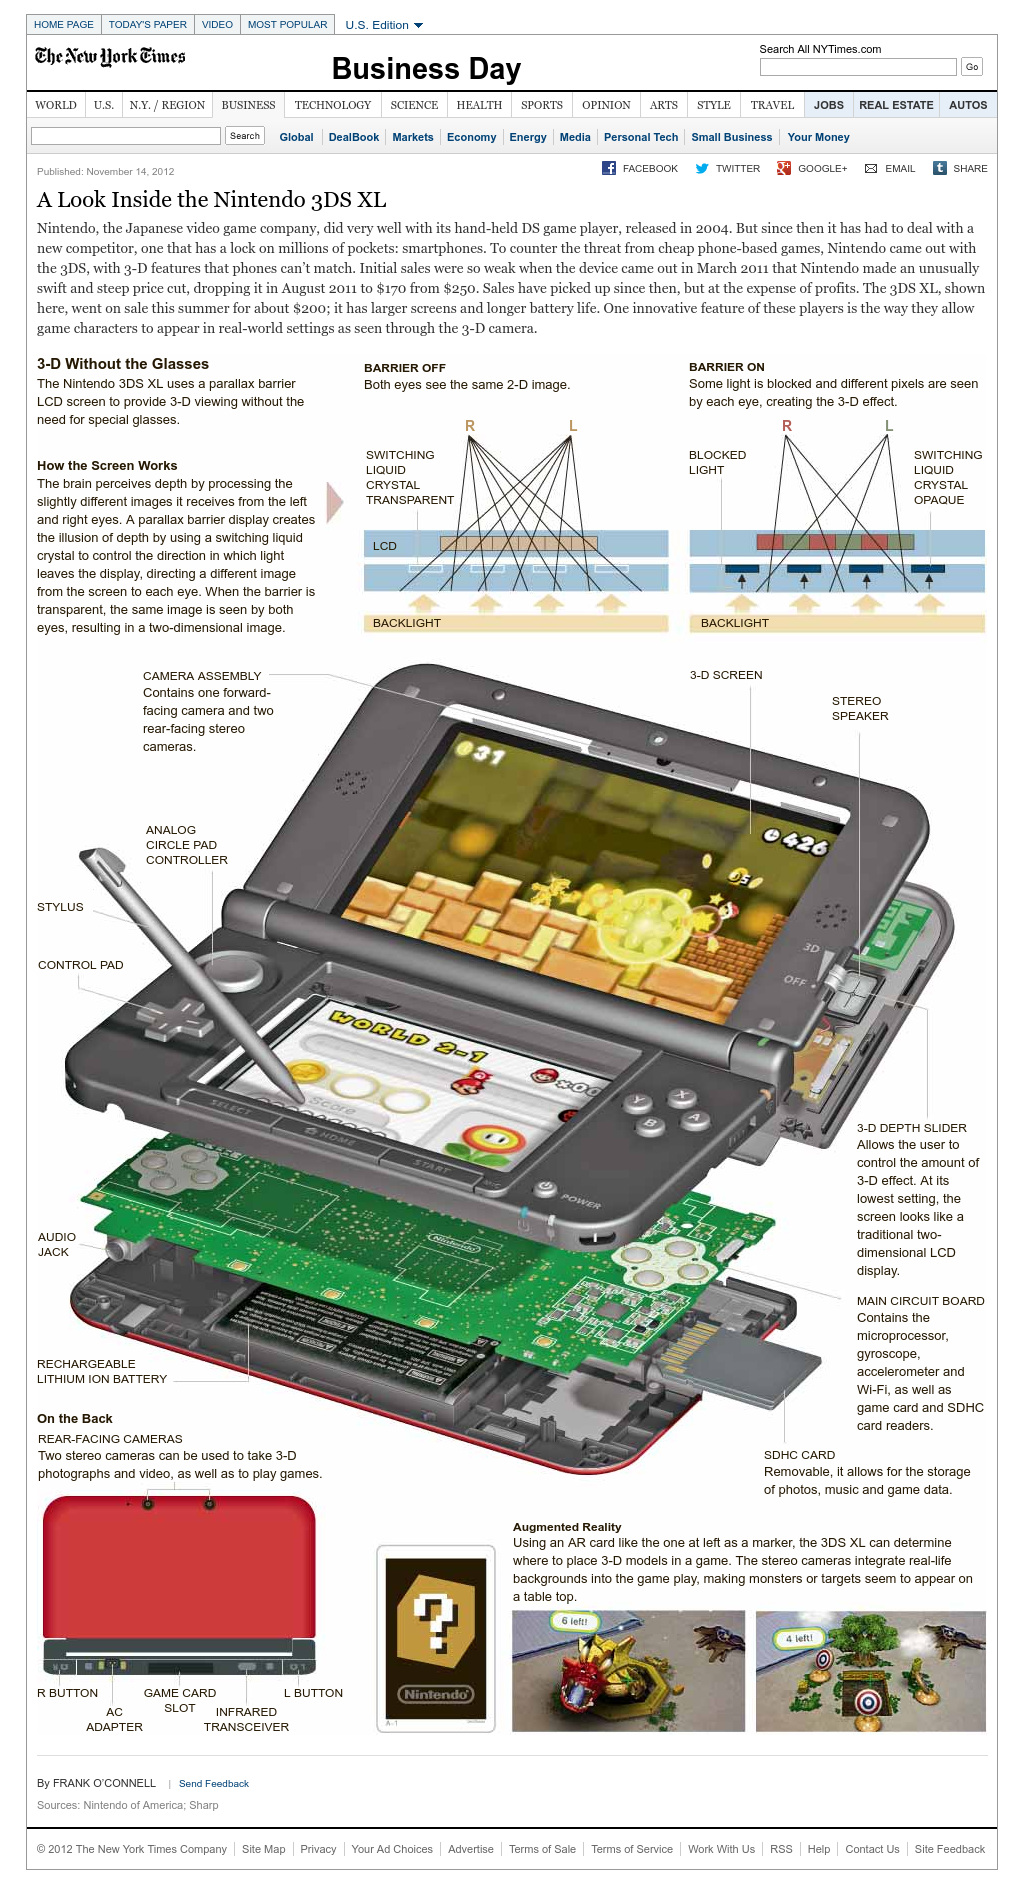 HOME PAGE TODAY'S PAPER VIDEO MOST POPULAR U.S. Edition
The New York Times
Business Day
Search All NYTimes.com
Go
WORLD U.S. N.Y. / REGION BUSINESS TECHNOLOGY SCIENCE HEALTH SPORTS OPINION ARTS STYLE TRAVEL JOBS REAL ESTATE AUTOS
Search Global DealBook Markets Economy Energy Media Personal Tech Small Business Your Money
Published: November 14, 2012
FACEBOOK TWITTER GOOGLE+ EMAIL SHARE
A Look Inside the Nintendo 3DS XL
Nintendo, the Japanese video game company, did very well with its hand-held DS game player, released in 2004. But since then it has had to deal with a
new competitor, one that has a lock on millions of pockets: smartphones. To counter the threat from cheap phone-based games, Nintendo came out with
the 3DS, with 3-D features that phones can't match. Initial sales were so weak when the device came out in March 2011 that Nintendo made an unusually
swift and steep price cut, dropping it in August 2011 to $170 from $250. Sales have picked up since then, but at the expense of profits. The 3DS XL, shown
here, went on sale this summer for about $200; it has larger screens and longer battery life. One innovative feature of these players is the way they allow
game characters to appear in real-world settings as seen through the 3-D camera.
3-D Without the Glasses
The Nintendo 3DS XL uses a parallax barrier
LCD screen to provide 3-D viewing without the
need for special glasses.
How the Screen Works
The brain perceives depth by processing the
slightly different images it receives from the left
and right eyes. A parallax barrier display creates
the illusion of depth by using a switching liquid
crystal to control the direction in which light
leaves the display, directing a different image
from the screen to each eye. When the barrier is
transparent, the same image is seen by both
eyes, resulting in a two-dimensional image.
BARRIER OFF
Both eyes see the same 2-D image.
R L
SWITCHING
LIQUID
CRYSTAL
TRANSPARENT
LCD
BACKLIGHT
BARRIER ON
Some light is blocked and different pixels are seen
by each eye, creating the 3-D effect.
R L
BLOCKED
LIGHT
SWITCHING
LIQUID
CRYSTAL
OPAQUE
BACKLIGHT
CAMERA ASSEMBLY
Contains one forward-
facing camera and two
rear-facing stereo
cameras.
3-D SCREEN
STEREO
SPEAKER
31
426
ANALOG
CIRCLE PAD
CONTROLLER
STYLUS
CONTROL PAD
3D
OFF
WORLD 2-1
Score
SELECT
HOME
START
POWER
Y
X
B
A
Nintendo
3-D DEPTH SLIDER
Allows the user to
control the amount of
3-D effect. At its
lowest setting, the
screen looks like a
traditional two-
dimensional LCD
display.
AUDIO
JACK
MAIN CIRCUIT BOARD
Contains the
microprocessor,
gyroscope,
accelerometer and
Wi-Fi, as well as
game card and SDHC
card readers.
RECHARGEABLE
LITHIUM ION BATTERY
SDHC CARD
Removable, it allows for the storage
of photos, music and game data.
On the Back
REAR-FACING CAMERAS
Two stereo cameras can be used to take 3-D
photographs and video, as well as to play games.
R BUTTON
AC
ADAPTER
GAME CARD
SLOT
INFRARED
TRANSCEIVER
L BUTTON
?
Nintendo
A-1
Augmented Reality
Using an AR card like the one at left as a marker, the 3DS XL can determine
where to place 3-D models in a game. The stereo cameras integrate real-life
backgrounds into the game play, making monsters or targets seem to appear on
a table top.
6 left!
4 left!
By FRANK O'CONNELL | Send Feedback
Sources: Nintendo of America; Sharp
© 2012 The New York Times Company Site Map Privacy Your Ad Choices Advertise Terms of Sale Terms of Service Work With Us RSS Help Contact Us Site Feedback